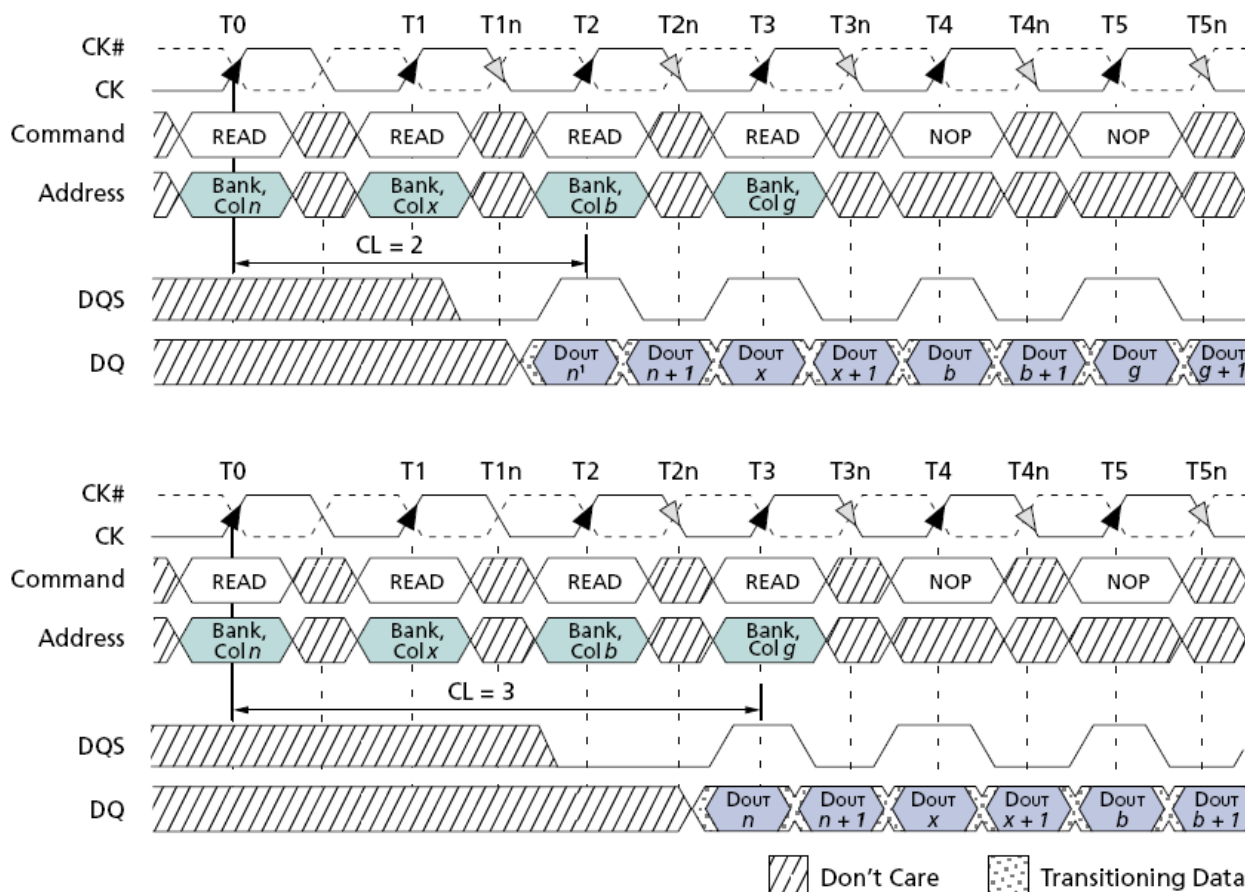 T0 T1 T1n T2 T2n T3 T3n T4 T4n T5 T5n
CK#
CK
Command READ READ READ READ NOP NOP
Address Bank, Col n Bank, Col x Bank, Col b Bank, Col g
CL = 2
DQS
DQ DOUT n¹ DOUT n + 1 DOUT x DOUT x + 1 DOUT b DOUT b + 1 DOUT g DOUT g + 1
T0 T1 T1n T2 T2n T3 T3n T4 T4n T5 T5n
CK#
CK
Command READ READ READ READ NOP NOP
Address Bank, Col n Bank, Col x Bank, Col b Bank, Col g
CL = 3
DQS
DQ DOUT n DOUT n + 1 DOUT x DOUT x + 1 DOUT b DOUT b + 1
Don't Care Transitioning Data